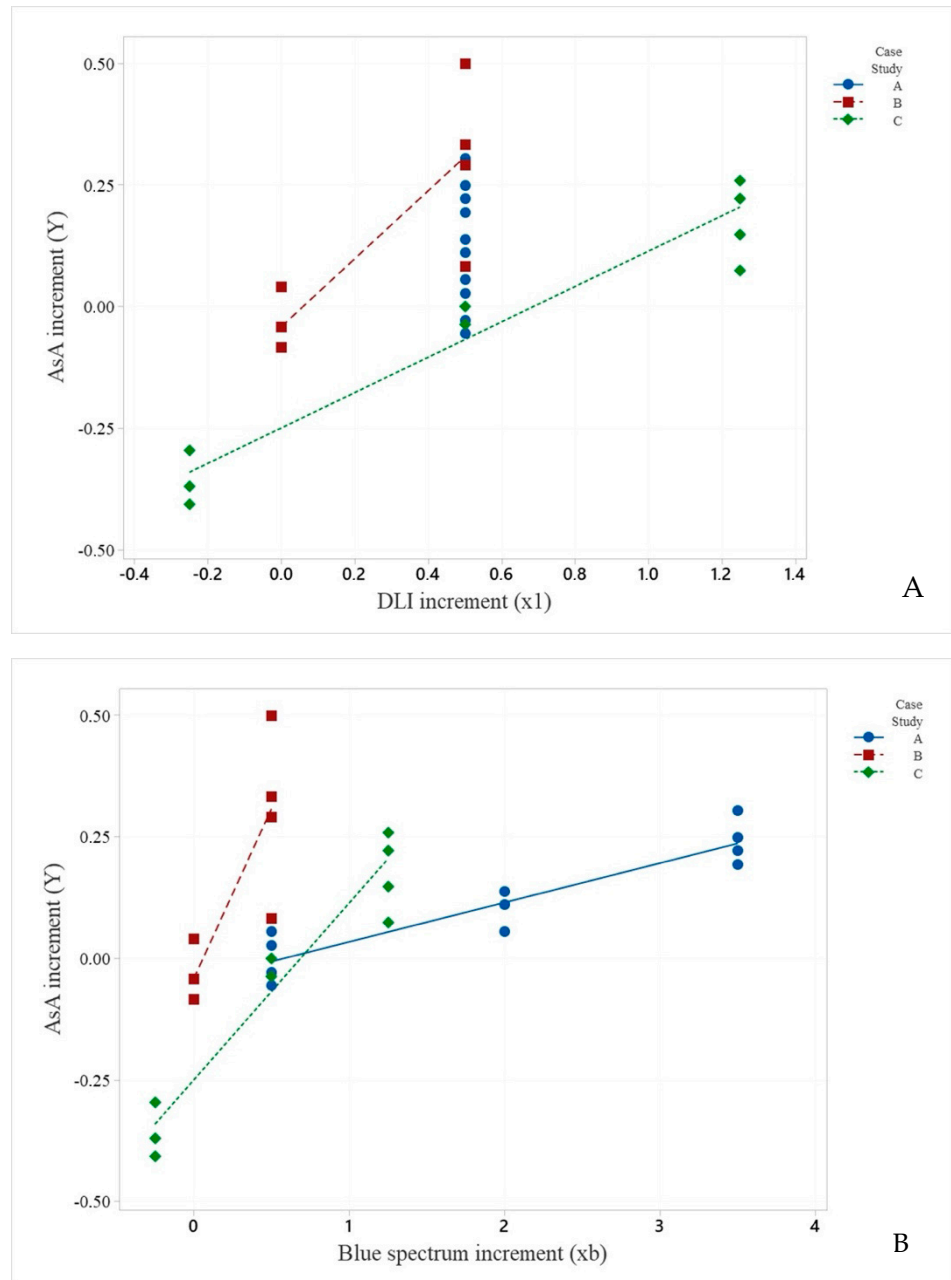 Case
Study
A
B
C
0.50
0.25
0.00
-0.25
-0.50
AsA increment (Y)
-0.4 -0.2 0.0 0.2 0.4 0.6 0.8 1.0 1.2 1.4
DLI increment (x1)
A
Case
Study
A
B
C
0.50
0.25
0.00
-0.25
-0.50
AsA increment (Y)
0 1 2 3 4
Blue spectrum increment (xb)
B